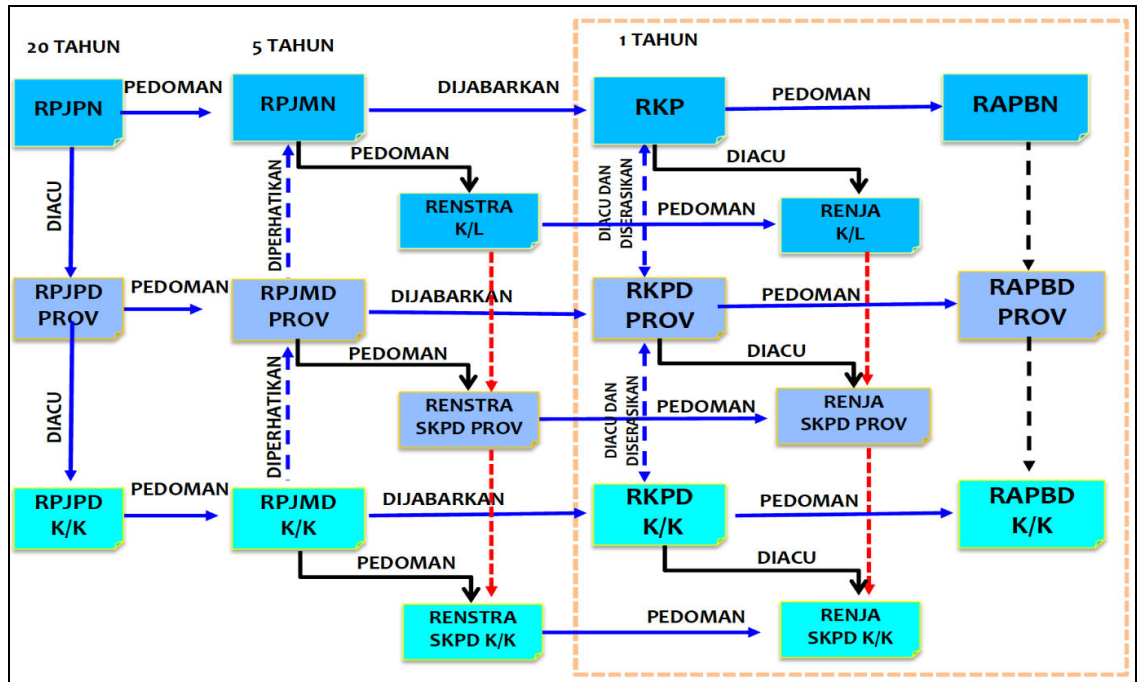 20 TAHUN
5 TAHUN
1 TAHUN
RPJPN
PEDOMAN
RPJMN
DIJABARKAN
RKP
PEDOMAN
RAPBN
DIACU
DIPERHATIKAN
PEDOMAN
RENSTRA
K/L
PEDOMAN
DIACU DAN
DISERASIKAN
DIACU
RENJA
K/L
RPJPD
PROV
PEDOMAN
RPJMD
PROV
DIJABARKAN
RKPD
PROV
PEDOMAN
RAPBD
PROV
DIACU
DIPERHATIKAN
PEDOMAN
RENSTRA
SKPD PROV
PEDOMAN
DIACU DAN
DISERASIKAN
DIACU
RENJA
SKPD PROV
RPJPD
K/K
PEDOMAN
RPJMD
K/K
DIJABARKAN
RKPD
K/K
PEDOMAN
RAPBD
K/K
PEDOMAN
RENSTRA
SKPD K/K
PEDOMAN
DIACU
RENJA
SKPD K/K